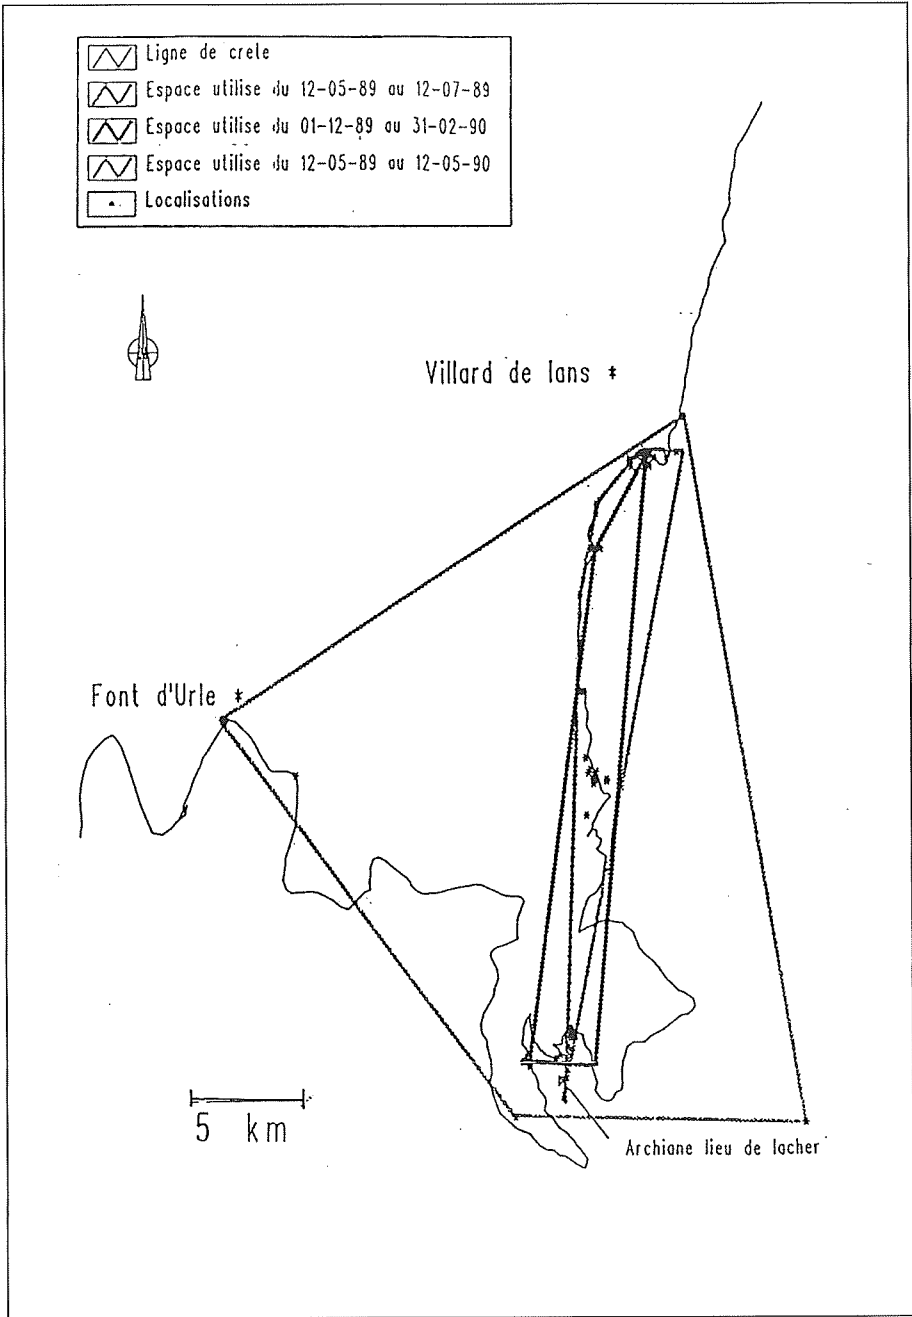 Ligne de crete
Espace utilise du 12-05-89 au 12-07-89
Espace utilise du 01-12-89 au 31-02-90
Espace utilise du 12-05-89 au 12-05-90
Localisations
Villard de lans
Font d'Urle
5 km
Archiane lieu de lacher